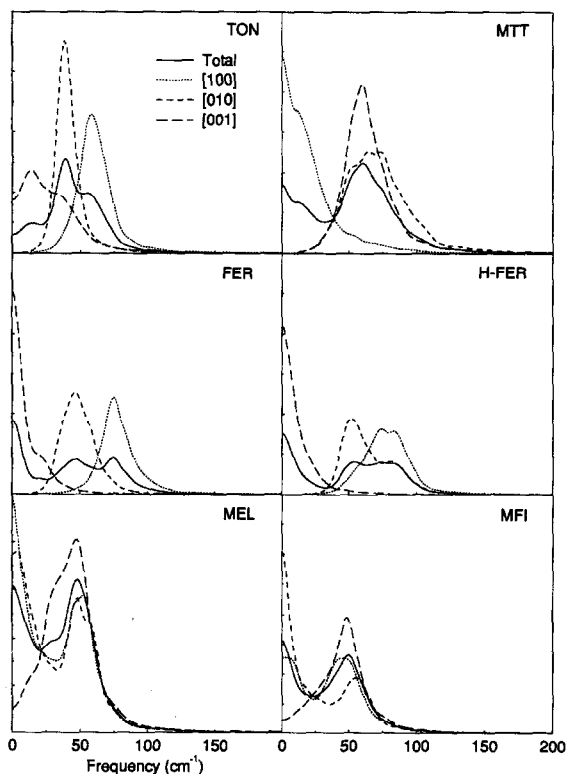 TON
Total
[100]
[010]
[001]
MTT
FER
H-FER
MEL
MFI
0 50 100 150 0 50 100 150 200
Frequency (cm⁻¹)